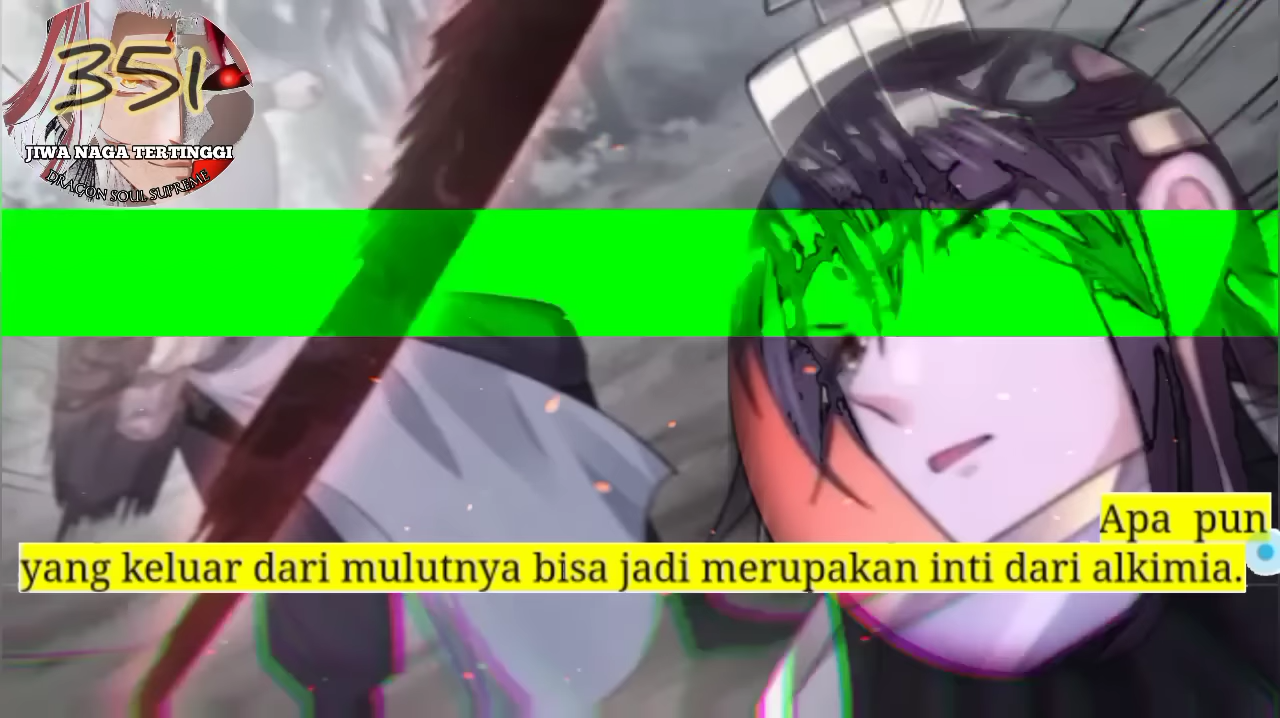 351
JIWA NAGA TERTINGGI
DRAGON SOUL SUPREME
Apa pun
yang keluar dari mulutnya bisa jadi merupakan inti dari alkimia.